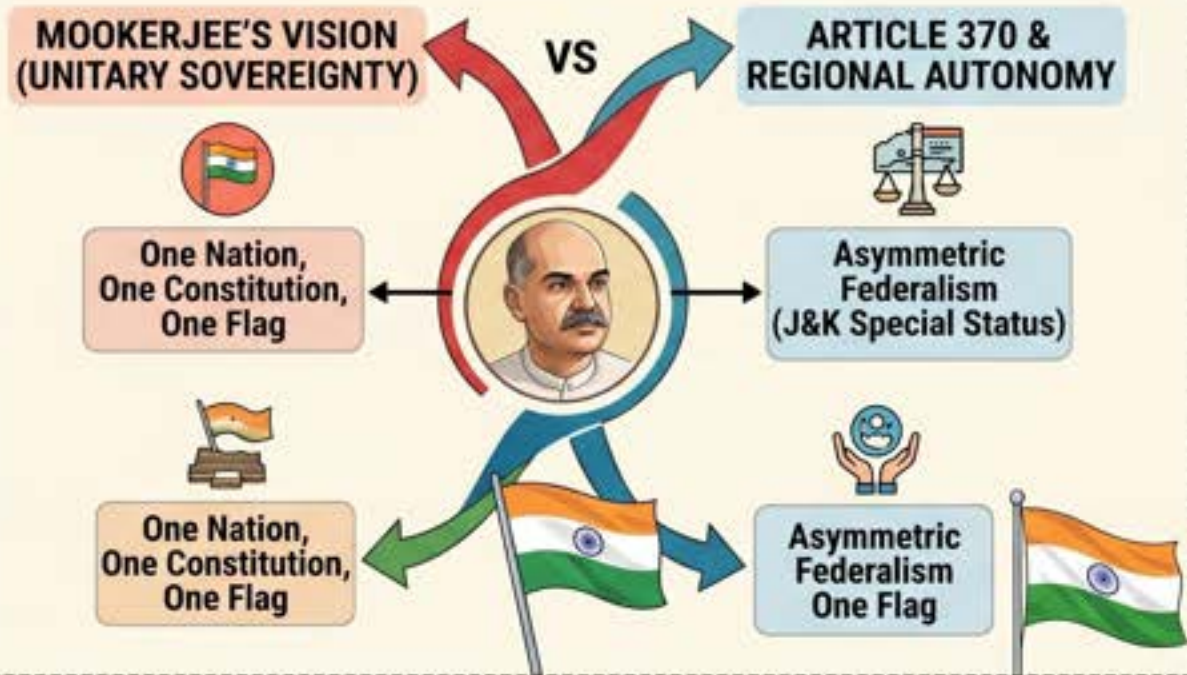 MOOKERJEE'S VISION
(UNITARY SOVEREIGNTY)
VS
ARTICLE 370 &
REGIONAL AUTONOMY
One Nation,
One Constitution,
One Flag
Asymmetric
Federalism
(J&K Special Status)
One Nation,
One Constitution,
One Flag
Asymmetric
Federalism
One Flag